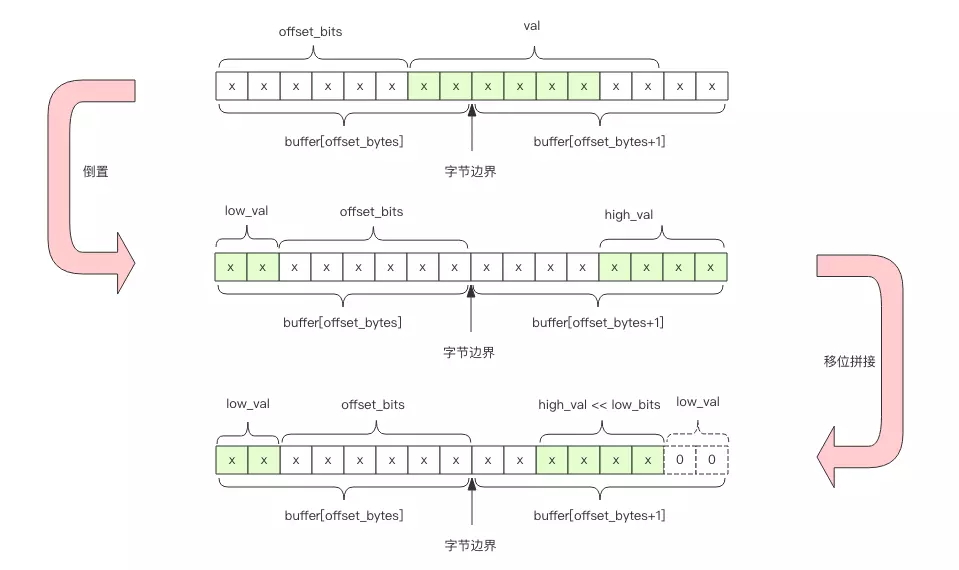 offset_bits
val
x x x x x x x x x x x x x x x x
buffer[offset_bytes]
buffer[offset_bytes+1]
字节边界
倒置
low_val
offset_bits
high_val
x x x x x x x x x x x x x x x x
buffer[offset_bytes]
buffer[offset_bytes+1]
字节边界
移位拼接
low_val
offset_bits
high_val << low_bits
low_val
x x x x x x x x x x x x x x 0 0
buffer[offset_bytes]
buffer[offset_bytes+1]
字节边界